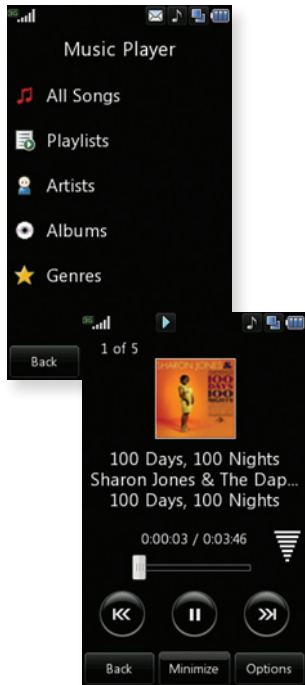 3G
Music Player
All Songs
Playlists
Artists
Albums
Genres
Back
3G
1 of 5
SHARON JONES &
100
DAYS,
100
NIGHTS
100 Days, 100 Nights
Sharon Jones & The Dap...
100 Days, 100 Nights
0:00:03 / 0:03:46
Back
Minimize
Options